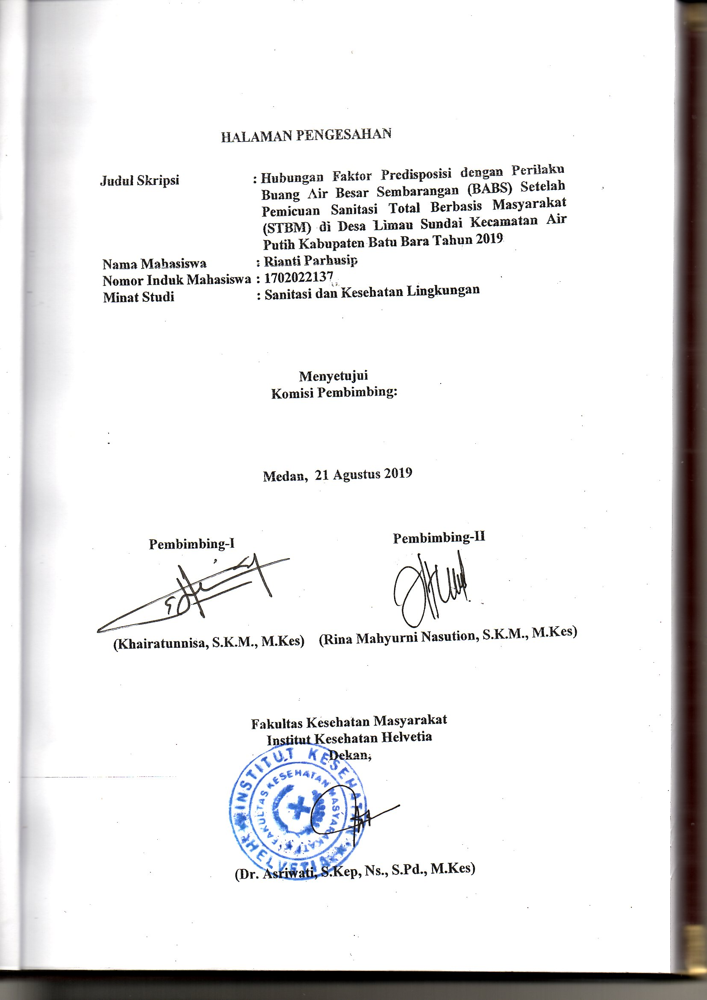 HALAMAN PENGESAHAN
Judul Skripsi : Hubungan Faktor Predisposisi dengan Perilaku
Buang Air Besar Sembarangan (BABS) Setelah
Pemicuan Sanitasi Total Berbasis Masyarakat
(STBM) di Desa Limau Sundai Kecamatan Air
Putih Kabupaten Batu Bara Tahun 2019
Nama Mahasiswa : Rianti Parhusip
Nomor Induk Mahasiswa : 1702022137
Minat Studi : Sanitasi dan Kesehatan Lingkungan
Menyetujui
Komisi Pembimbing:
Medan, 21 Agustus 2019
Pembimbing-I Pembimbing-II
(Khairatunnisa, S.K.M., M.Kes) (Rina Mahyurni Nasution, S.K.M., M.Kes)
Fakultas Kesehatan Masyarakat
Institut Kesehatan Helvetia
Dekan,
INSTITUT KESEHATAN
HELVETIA
FAKULTAS KESEHATAN MASYARAKAT
(Dr. Asriwati, S.Kep, Ns., S.Pd., M.Kes)